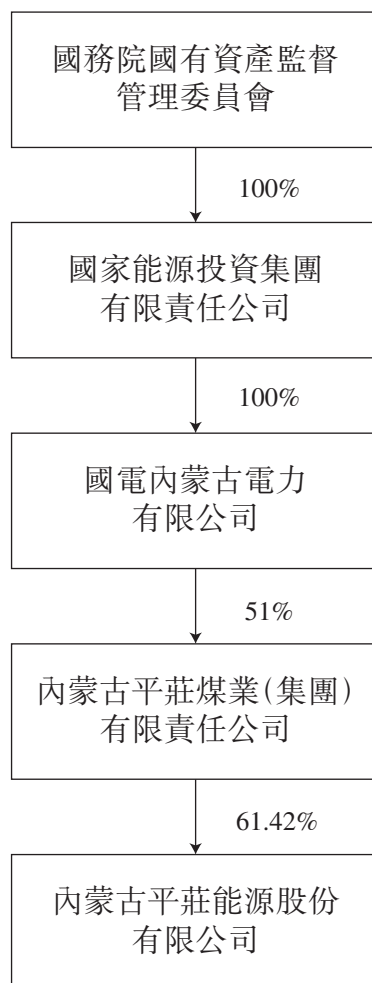 國務院國有資產監督
管理委員會
100%
國家能源投資集團
有限責任公司
100%
國電內蒙古電力
有限公司
51%
內蒙古平莊煤業(集團)
有限責任公司
61.42%
內蒙古平莊能源股份
有限公司